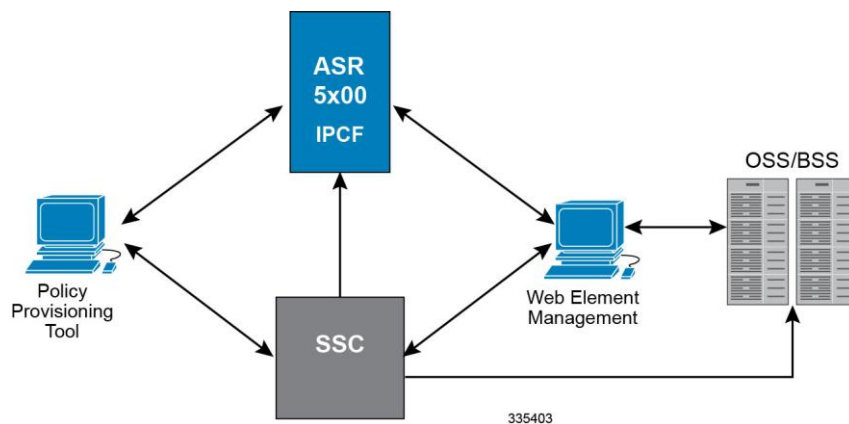 ASR
5x00
IPCF
OSS/BSS
Policy
Provisioning
Tool
Web Element
Management
SSC
335403